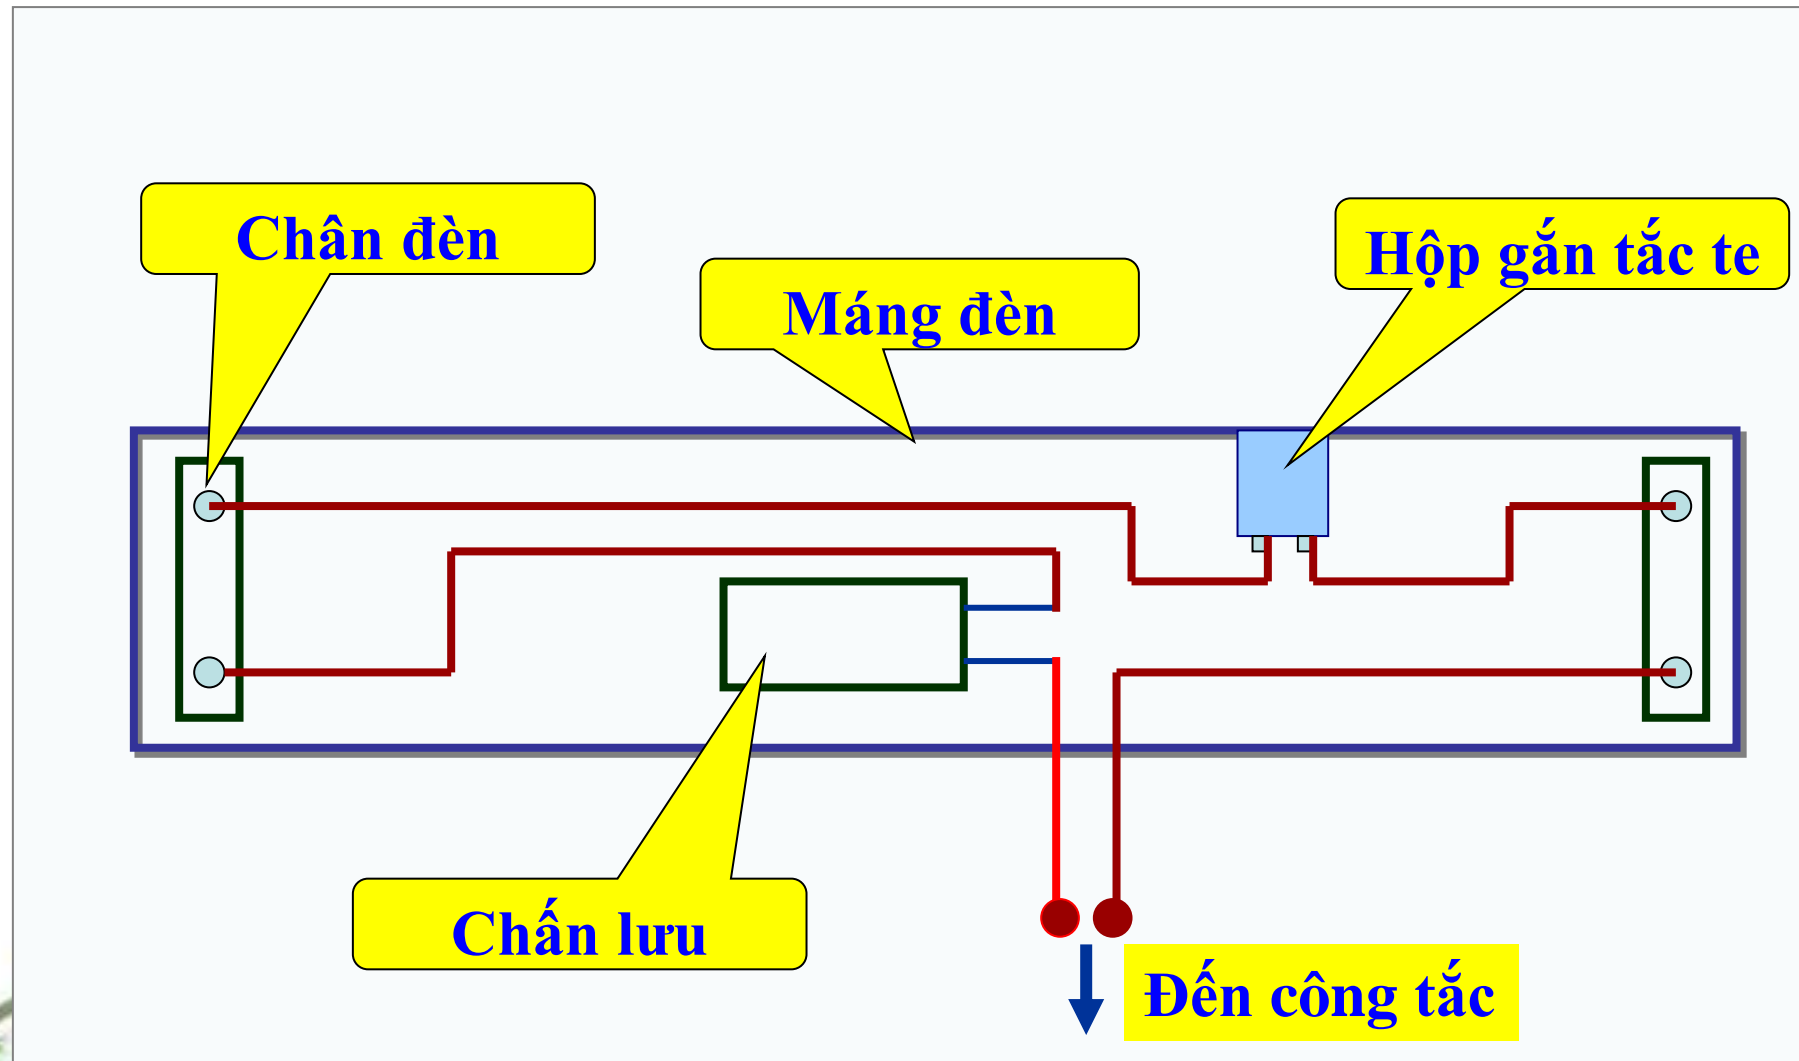 Chân đèn
Hộp gắn tắc te
Máng đèn
Chấn lưu
Đến công tắc